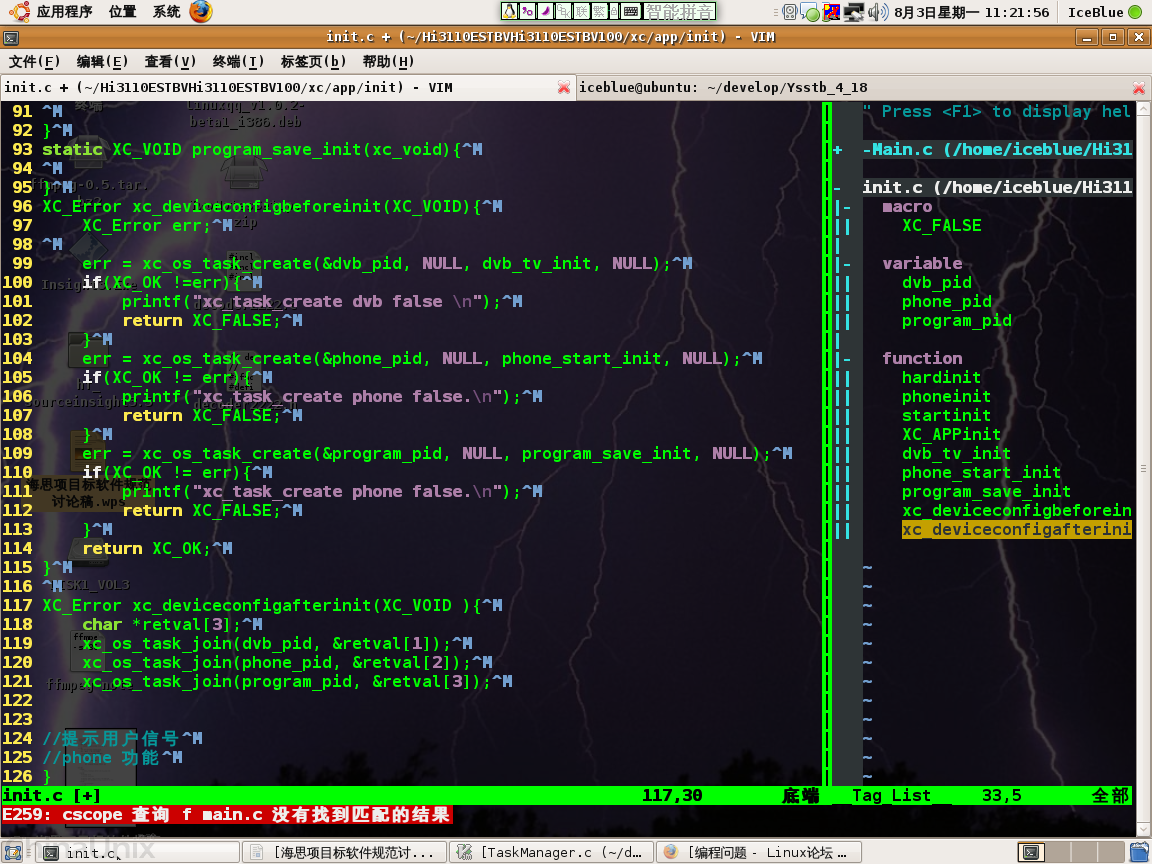 应用程序 位置 系统
智能拼音
8月3日星期一 11:21:56 IceBlue
init.c + (~/Hi3110ESTBVHi3110ESTBV100/xc/app/init) - VIM
文件(F) 编辑(E) 查看(V) 终端(T) 标签页(b) 帮助(H)
init.c + (~/Hi3110ESTBVHi3110ESTBV100/xc/app/init) - VIM
iceblue@ubuntu: ~/develop/Ysstb_4_18
91 ^M
92 }^M
93 static XC_VOID program_save_init(xc_void){^M
94 ^M
95 }^M
96 XC_Error xc_deviceconfigbeforeinit(XC_VOID){^M
97 XC_Error err;^M
98 ^M
99 err = xc_os_task_create(&dvb_pid, NULL, dvb_tv_init, NULL);^M
100 if(XC_OK !=err){^M
101 printf("xc_task_create dvb false \n");^M
102 return XC_FALSE;^M
103 }^M
104 err = xc_os_task_create(&phone_pid, NULL, phone_start_init, NULL);^M
105 if(XC_OK != err){^M
106 printf("xc_task_create phone false.\n");^M
107 return XC_FALSE;^M
108 }^M
109 err = xc_os_task_create(&program_pid, NULL, program_save_init, NULL);^M
110 if(XC_OK != err){^M
111 printf("xc_task_create phone false.\n");^M
112 return XC_FALSE;^M
113 }^M
114 return XC_OK;^M
115 }^M
116 ^M
117 XC_Error xc_deviceconfigafterinit(XC_VOID ){^M
118 char *retval[3];^M
119 xc_os_task_join(dvb_pid, &retval[1]);^M
120 xc_os_task_join(phone_pid, &retval[2]);^M
121 xc_os_task_join(program_pid, &retval[3]);^M
122
123
124 //提示用户信号^M
125 //phone 功能^M
126 }
" Press <F1> to display hel
+ -Main.c (/home/iceblue/Hi31
- init.c (/home/iceblue/Hi311
|- macro
|| XC_FALSE
|
|- variable
|| dvb_pid
|| phone_pid
|| program_pid
|
|- function
|| hardinit
|| phoneinit
|| startinit
|| XC_APPinit
|| dvb_tv_init
|| phone_start_init
|| program_save_init
|| xc_deviceconfigbeforein
|| xc_deviceconfigafterini
~
~
~
~
~
~
~
~
~
~
~
~
init.c [+] 117,30 底端 __Tag_List__ 33,5 全部
E259: cscope 查询 f main.c 没有找到匹配的结果
init.c
[海思项目标软件规范讨...
[TaskManager.c (~/d...
[编程问题 - Linux论坛 ...
ChinaUnix